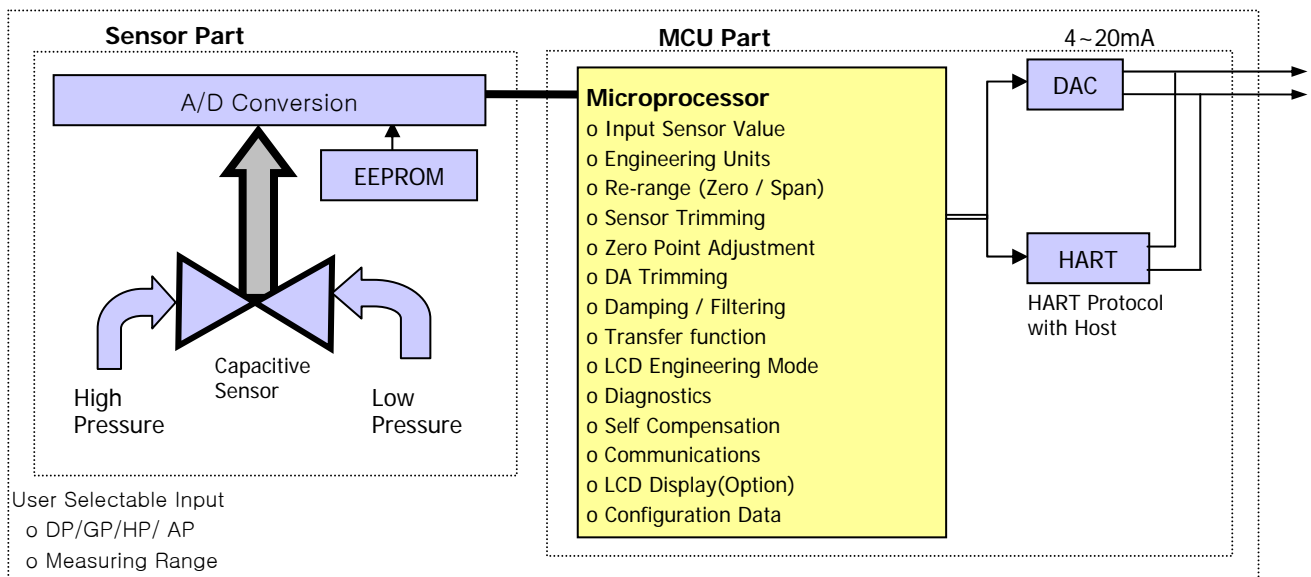 Sensor Part
A/D Conversion
EEPROM
Capacitive
Sensor
High
Pressure
Low
Pressure
User Selectable Input
o DP/GP/HP/ AP
o Measuring Range
MCU Part
Microprocessor
o Input Sensor Value
o Engineering Units
o Re-range (Zero / Span)
o Sensor Trimming
o Zero Point Adjustment
o DA Trimming
o Damping / Filtering
o Transfer function
o LCD Engineering Mode
o Diagnostics
o Self Compensation
o Communications
o LCD Display(Option)
o Configuration Data
4~20mA
DAC
HART
HART Protocol
with Host